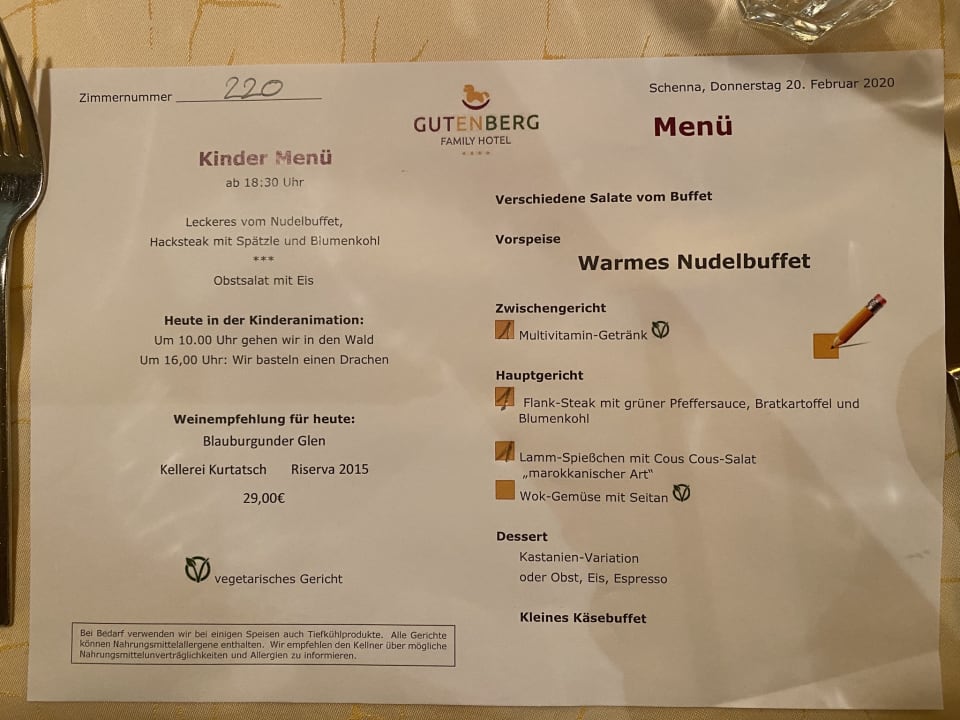 Zimmernummer 220
GUTENBERG
FAMILY HOTEL
Schenna, Donnerstag 20. Februar 2020
Kinder Menü
ab 18:30 Uhr
Leckeres vom Nudelbuffet,
Hacksteak mit Spätzle und Blumenkohl
***
Obstsalat mit Eis
Heute in der Kinderanimation:
Um 10.00 Uhr gehen wir in den Wald
Um 16,00 Uhr: Wir basteln einen Drachen
Weinempfehlung für heute:
Blauburgunder Glen
Kellerei Kurtatsch Riserva 2015
29,00€
V vegetarisches Gericht
Bei Bedarf verwenden wir bei einigen Speisen auch Tiefkühlprodukte. Alle Gerichte
können Nahrungsmittelallergene enthalten. Wir empfehlen den Kellner über mögliche
Nahrungsmittelunverträglichkeiten und Allergien zu informieren.
Menü
Verschiedene Salate vom Buffet
Vorspeise
Warmes Nudelbuffet
Zwischengericht
1 Multivitamin-Getränk V
Hauptgericht
1 Flank-Steak mit grüner Pfeffersauce, Bratkartoffel und
Blumenkohl
1 Lamm-Spießchen mit Cous Cous-Salat
„marokkanischer Art“
Wok-Gemüse mit Seitan V
Dessert
Kastanien-Variation
oder Obst, Eis, Espresso
Kleines Käsebuffet